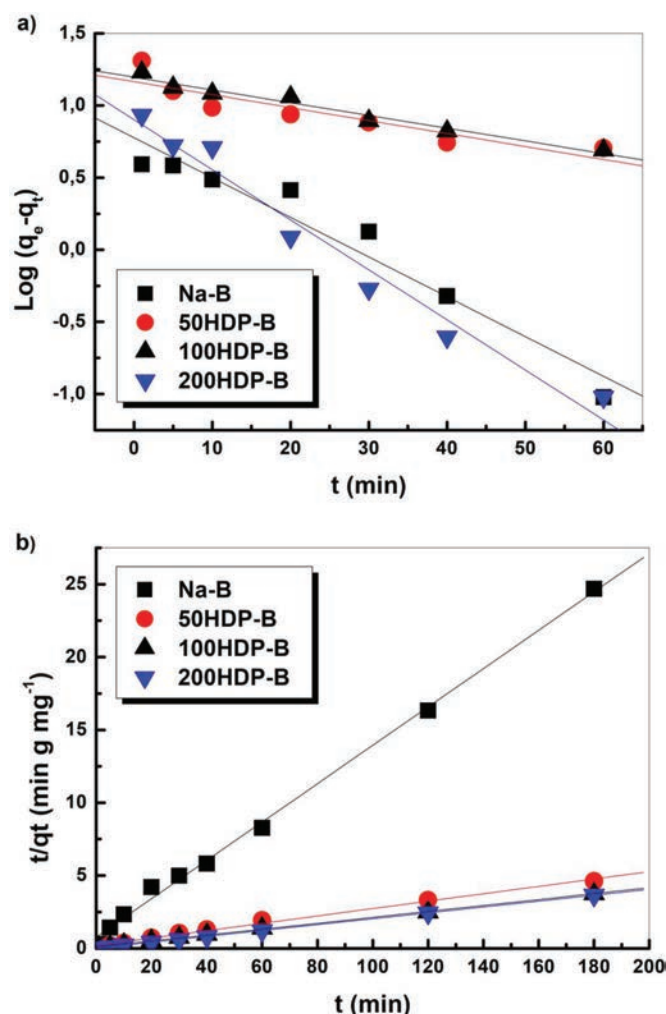 a)
1,5
1,0
0,5
0,0
-0,5
-1,0
Log (q_e-q_t)
Na-B
50HDP-B
100HDP-B
200HDP-B
0 10 20 30 40 50 60
t (min)
b)
25
20
15
10
5
0
t/qt (min g mg⁻¹)
Na-B
50HDP-B
100HDP-B
200HDP-B
0 20 40 60 80 100 120 140 160 180 200
t (min)